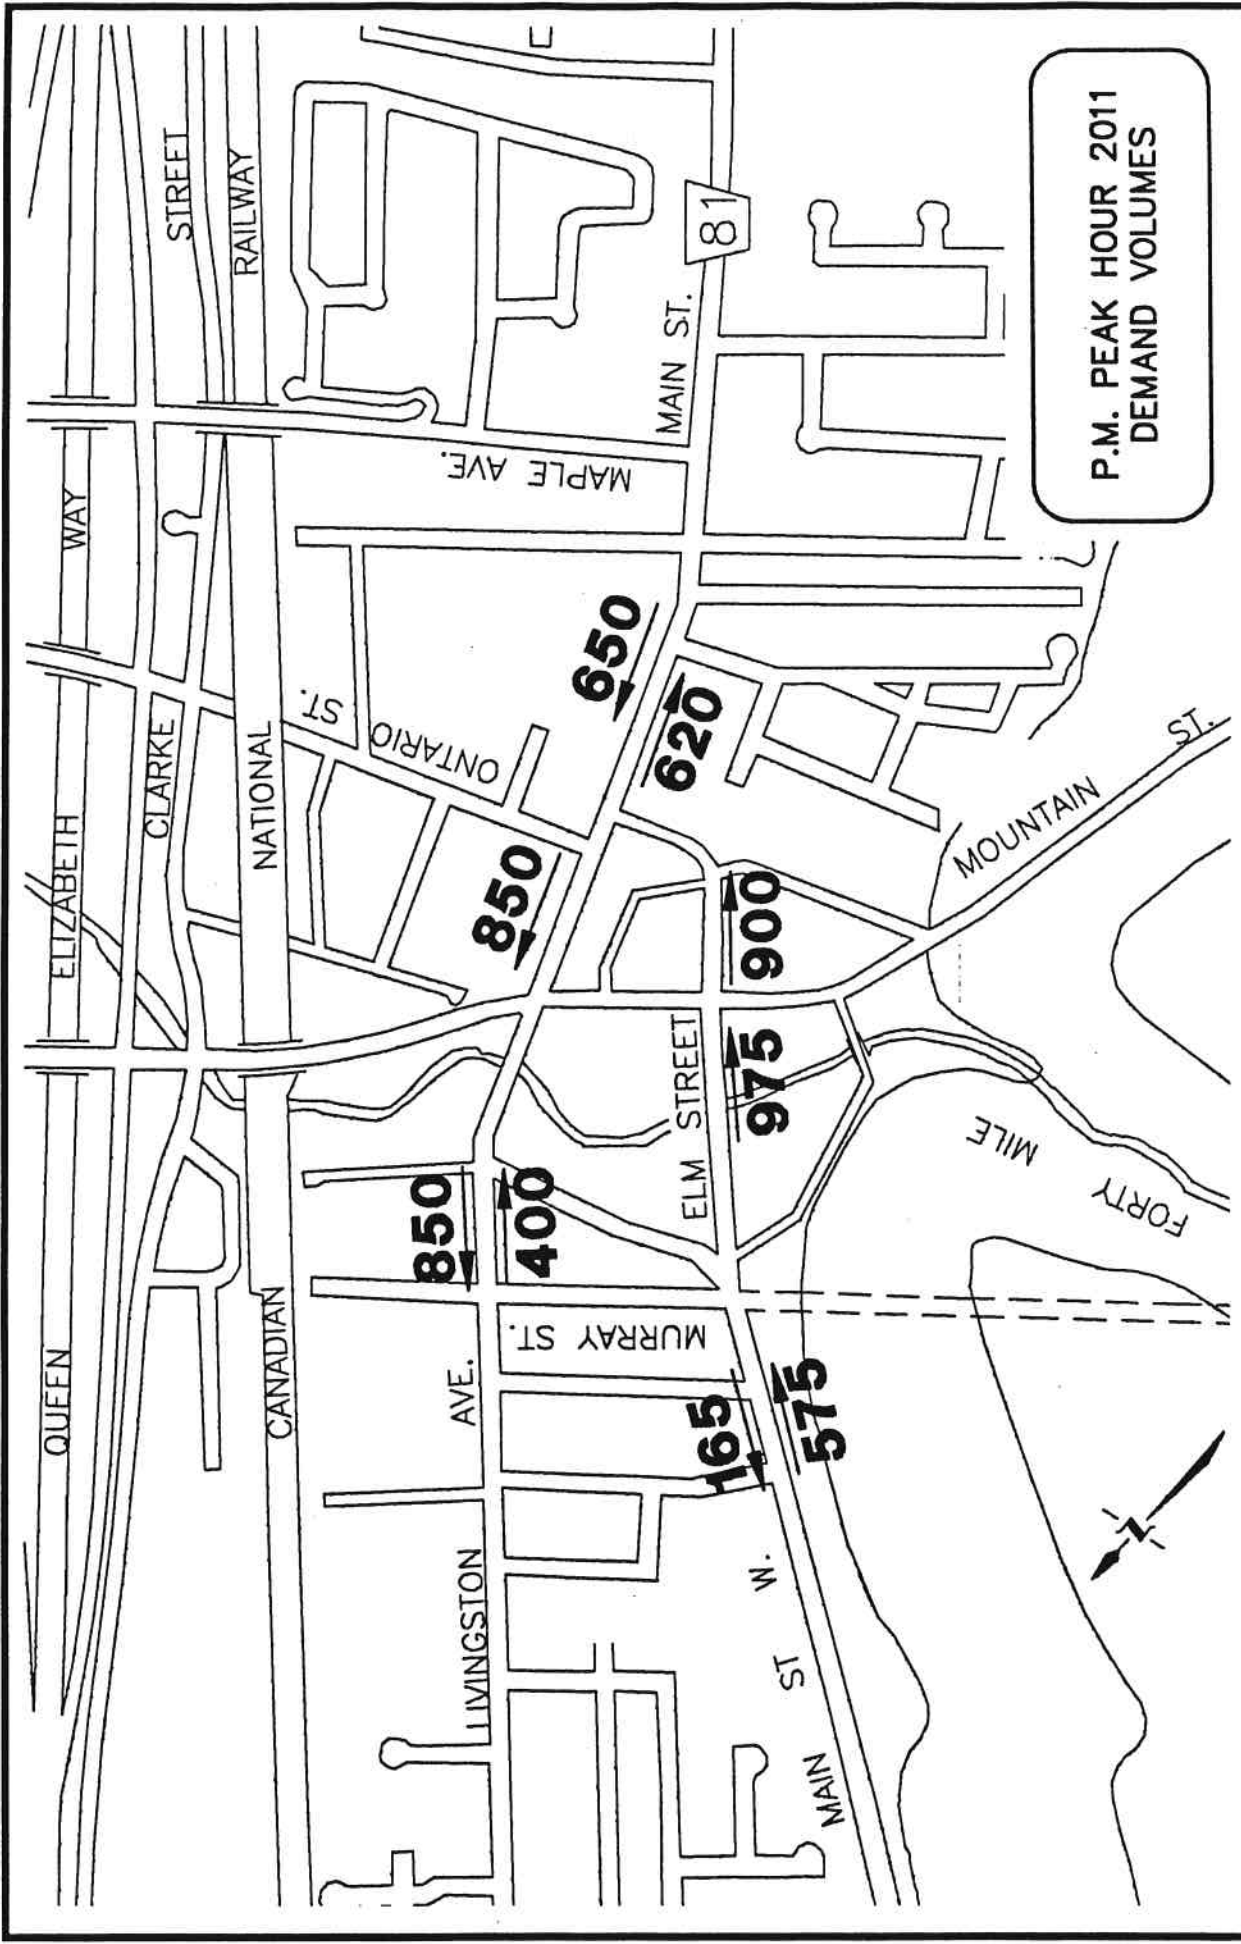 QUEEN
ELIZABETH
WAY
CLARKE
STREET
CANADIAN
NATIONAL
RAILWAY
LIVINGSTON
AVE.
ONTARIO
ST.
MAPLE AVE.
MAIN ST.
81
MURRAY ST.
ELM STREET
MAIN
ST
W.
MOUNTAIN
ST.
FORTY
MILE
850
400
850
650
620
900
975
165
575
N
P.M. PEAK HOUR 2011
DEMAND VOLUMES